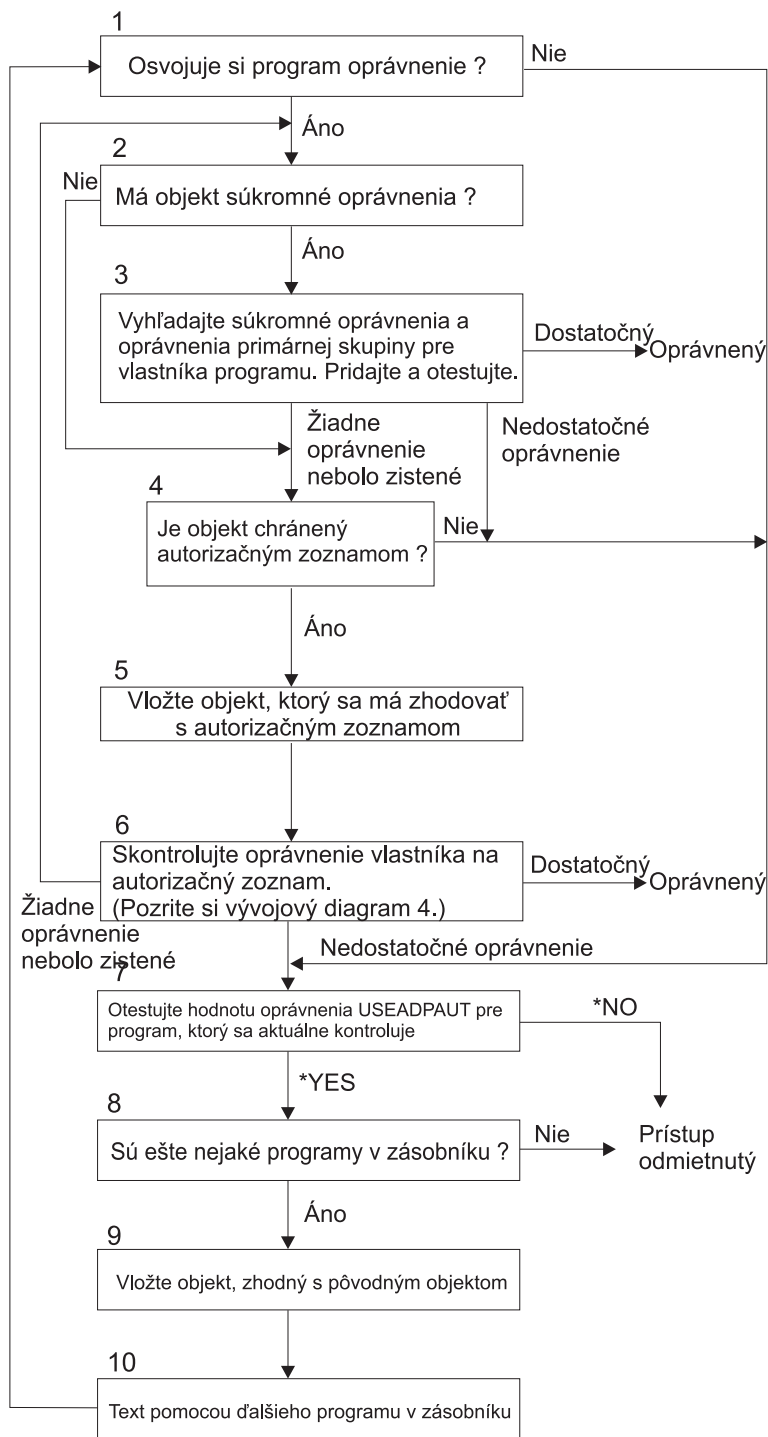 1
Osvojuje si program oprávnenie ?
Nie
Áno
2
Nie
Má objekt súkromné oprávnenia ?
Áno
3
Vyhľadajte súkromné oprávnenia a
oprávnenia primárnej skupiny pre
vlastníka programu. Pridajte a otestujte.
Dostatočný
Oprávnený
Žiadne
oprávnenie
nebolo zistené
Nedostatočné
oprávnenie
4
Je objekt chránený
autorizačným zoznamom ?
Nie
Áno
5
Vložte objekt, ktorý sa má zhodovať
s autorizačným zoznamom
6
Skontrolujte oprávnenie vlastníka na
autorizačný zoznam.
(Pozrite si vývojový diagram 4.)
Dostatočný
Oprávnený
Žiadne
oprávnenie
nebolo zistené
Nedostatočné oprávnenie
7
Otestujte hodnotu oprávnenia USEADPAUT pre
program, ktorý sa aktuálne kontroluje
*NO
*YES
8
Sú ešte nejaké programy v zásobníku ?
Nie
Prístup
odmietnutý
Áno
9
Vložte objekt, zhodný s pôvodným objektom
10
Text pomocou ďalšieho programu v zásobníku